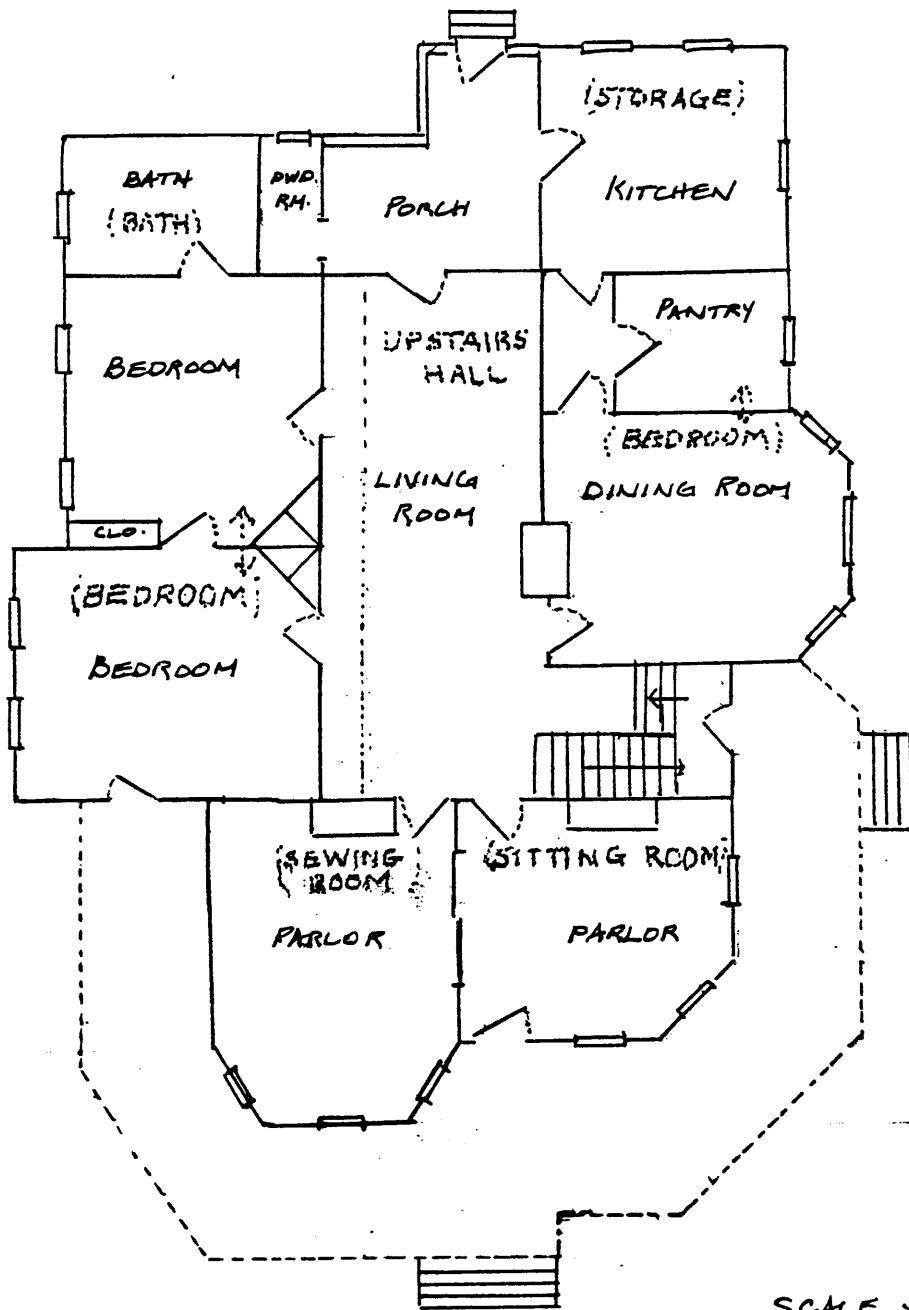 (STORAGE)
BATH
(BATH)
PWD.
RM.
PORCH
KITCHEN
PANTRY
UPSTAIRS
HALL
BEDROOM
(BEDROOM)
DINING ROOM
LIVING
ROOM
CLO.
(BEDROOM)
BEDROOM
(SEWING
ROOM)
(SITTING ROOM)
PARLOR
PARLOR
SCALE